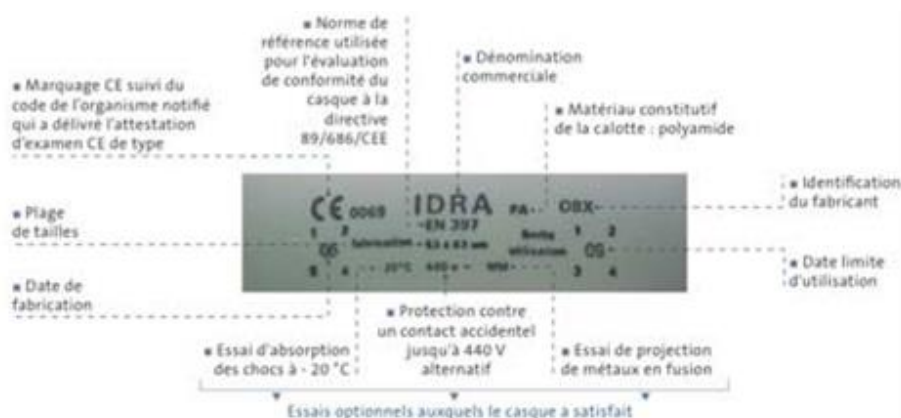 ▪ Norme de
référence utilisée
pour l'évaluation
de conformité du
casque à la
directive
89/686/CEE
▪ Dénomination
commerciale
▪ Marquage CE suivi du
code de l'organisme notifié
qui a délivré l'attestation
d'examen CE de type
▪ Matériau constitutif
de la calotte : polyamide
▪ Identification
du fabricant
▪ Plage
de tailles
▪ Date de
fabrication
CE 0069 IDRA PA OBX
EN 397
1 2 fabrication 53 x 63 cm limite utilisation 1 2
06 09
4 - 20°C 440 v MM 3 4
▪ Date limite
d'utilisation
▪ Essai d'absorption
des chocs à - 20 °C
▪ Protection contre
un contact accidentel
jusqu'à 440 V
alternatif
▪ Essai de projection
de métaux en fusion
Essais optionnels auxquels le casque a satisfait